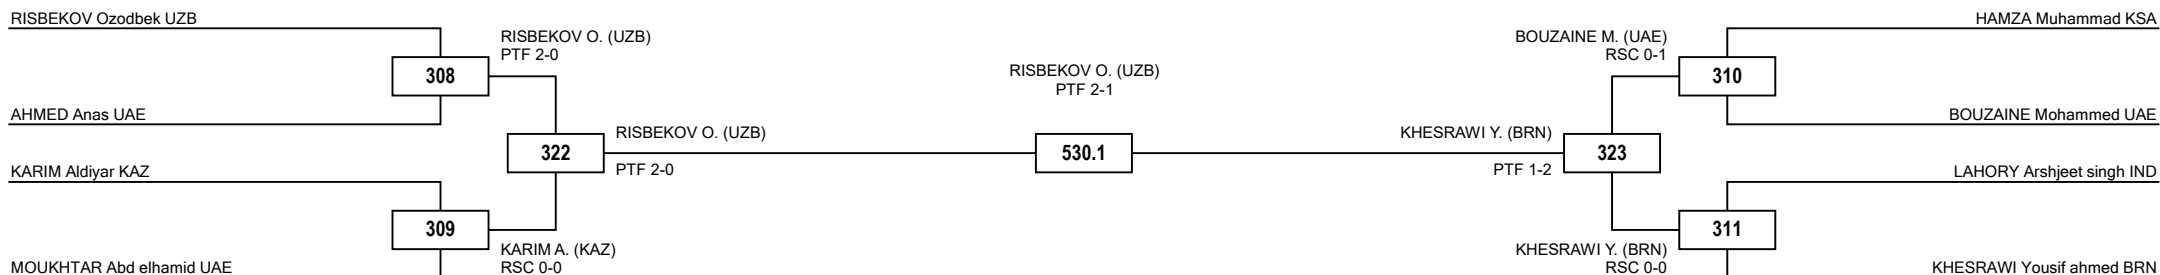 RISBEKOV Ozodbek UZB
HAMZA Muhammad KSA
RISBEKOV O. (UZB)
PTF 2-0
BOUZAINE M. (UAE)
RSC 0-1
308
RISBEKOV O. (UZB)
PTF 2-1
310
AHMED Anas UAE
BOUZAINE Mohammed UAE
RISBEKOV O. (UZB)
KHESRAWI Y. (BRN)
322
530.1
323
PTF 2-0
PTF 1-2
KARIM Aldiyar KAZ
LAHORY Arshjeet singh IND
309
311
KARIM A. (KAZ)
RSC 0-0
KHESRAWI Y. (BRN)
RSC 0-0
MOUKHTAR Abd elhamid UAE
KHESRAWI Yousif ahmed BRN